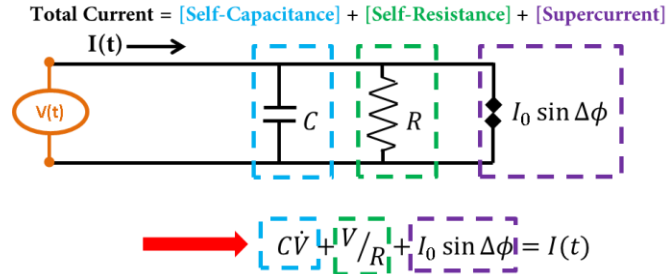 Total Current = [Self-Capacitance] + [Self-Resistance] + [Supercurrent]
I(t)
V(t)
C
R
I₀ sin Δϕ
CV̇ + V/R + I₀ sin Δϕ = I(t)